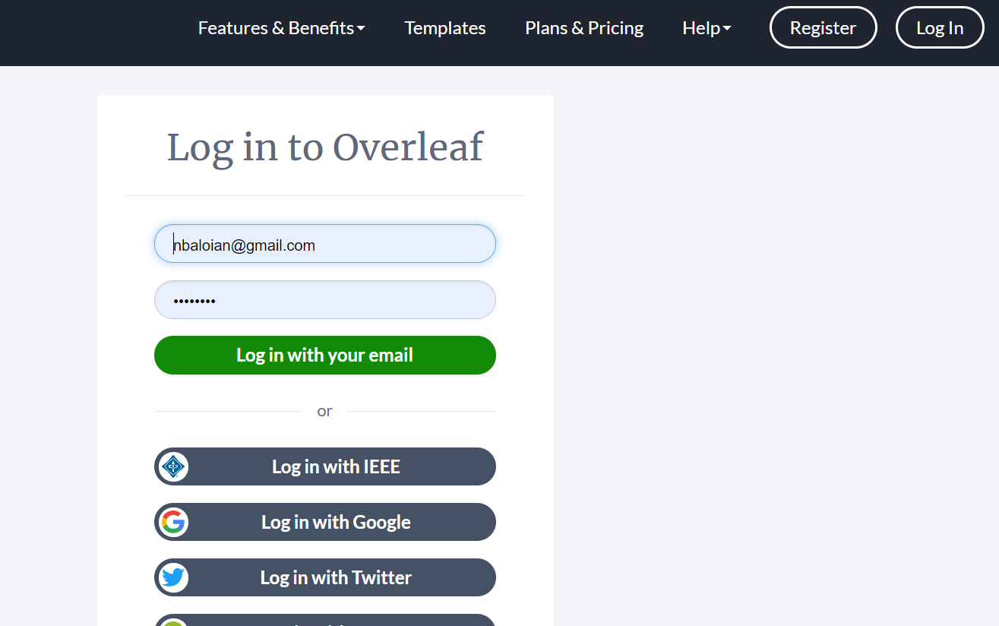 Features & Benefits Templates Plans & Pricing Help Register Log In
Log in to Overleaf
nbaloian@gmail.com
••••••••
Log in with your email
or
Log in with IEEE
Log in with Google
Log in with Twitter